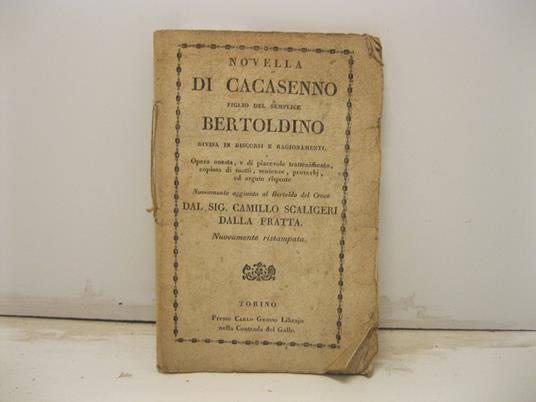 NOVELLA
DI CACASENNO
FIGLIO DEL SEMPLICE
BERTOLDINO
DIVISA IN DISCORSI E RAGIONAMENTI.
Opera onesta, e di piacevole trattenimento,
copiosa di motti, sentenze, proverbj,
ed argute risposte
Nuovamente aggiunta al Bertoldo del Croce
DAL SIG. CAMILLO SCALIGERI
DALLA FRATTA.
Nuovamente ristampata.
TORINO
Presso CARLO GROSSO Librajo
nella Contrada del Gallo.